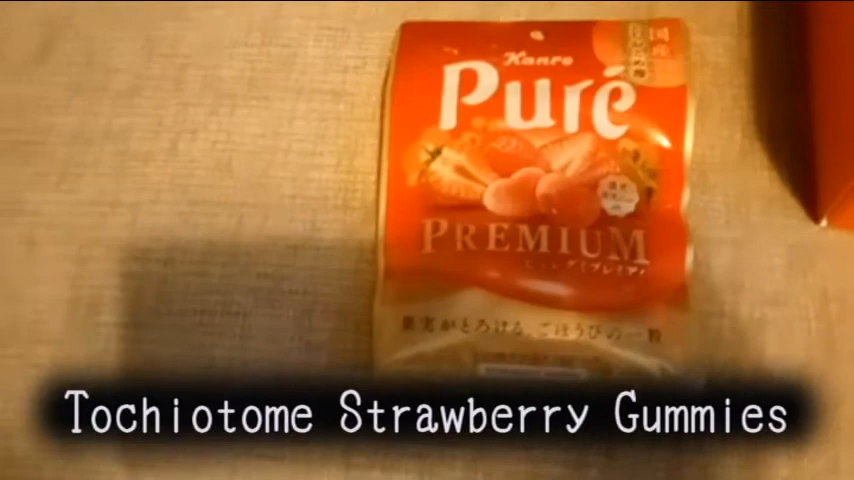 国産
Kanro
Puré
PREMIUM
ピュレグミプレミアム
果実がとろける、ごほうびの一粒
Tochiotome Strawberry Gummies